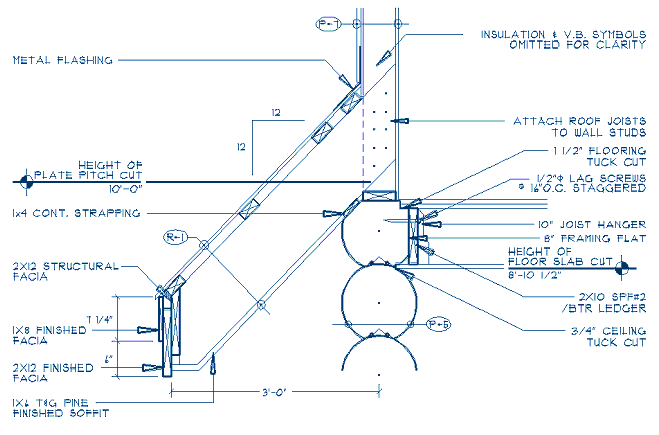 P-7
INSULATION & V.B. SYMBOLS
OMITTED FOR CLARITY
METAL FLASHING
12
12
ATTACH ROOF JOISTS
TO WALL STUDS
1 1/2" FLOORING
TUCK CUT
HEIGHT OF
PLATE PITCH CUT
10'-0"
1/2"ϕ LAG SCREWS
@ 16"O.C. STAGGERED
1x4 CONT. STRAPPING
10" JOIST HANGER
8" FRAMING FLAT
R-1
HEIGHT OF
FLOOR SLAB CUT
8'-10 1/2"
2X12 STRUCTURAL
FACIA
2X10 SPF#2
/BTR LEDGER
7 1/4"
1X8 FINISHED
FACIA
P-5
3/4" CEILING
TUCK CUT
6"
2X12 FINISHED
FACIA
3'-0"
1X6 T&G PINE
FINISHED SOFFIT